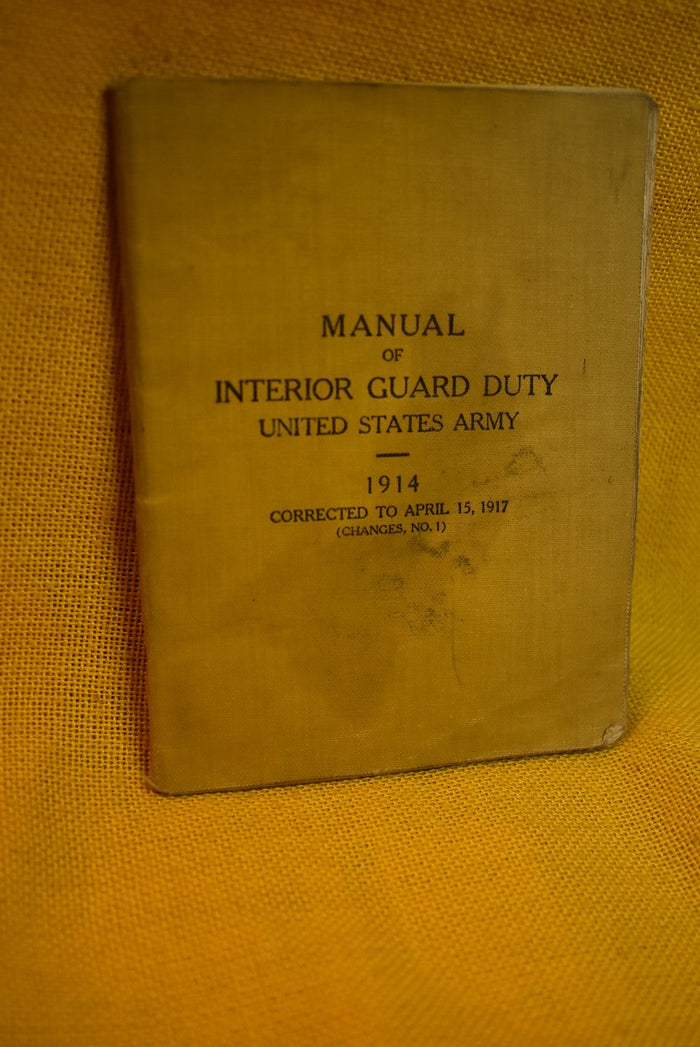 MANUAL
OF
INTERIOR GUARD DUTY
UNITED STATES ARMY
1914
CORRECTED TO APRIL 15, 1917
(CHANGES, NO. 1)